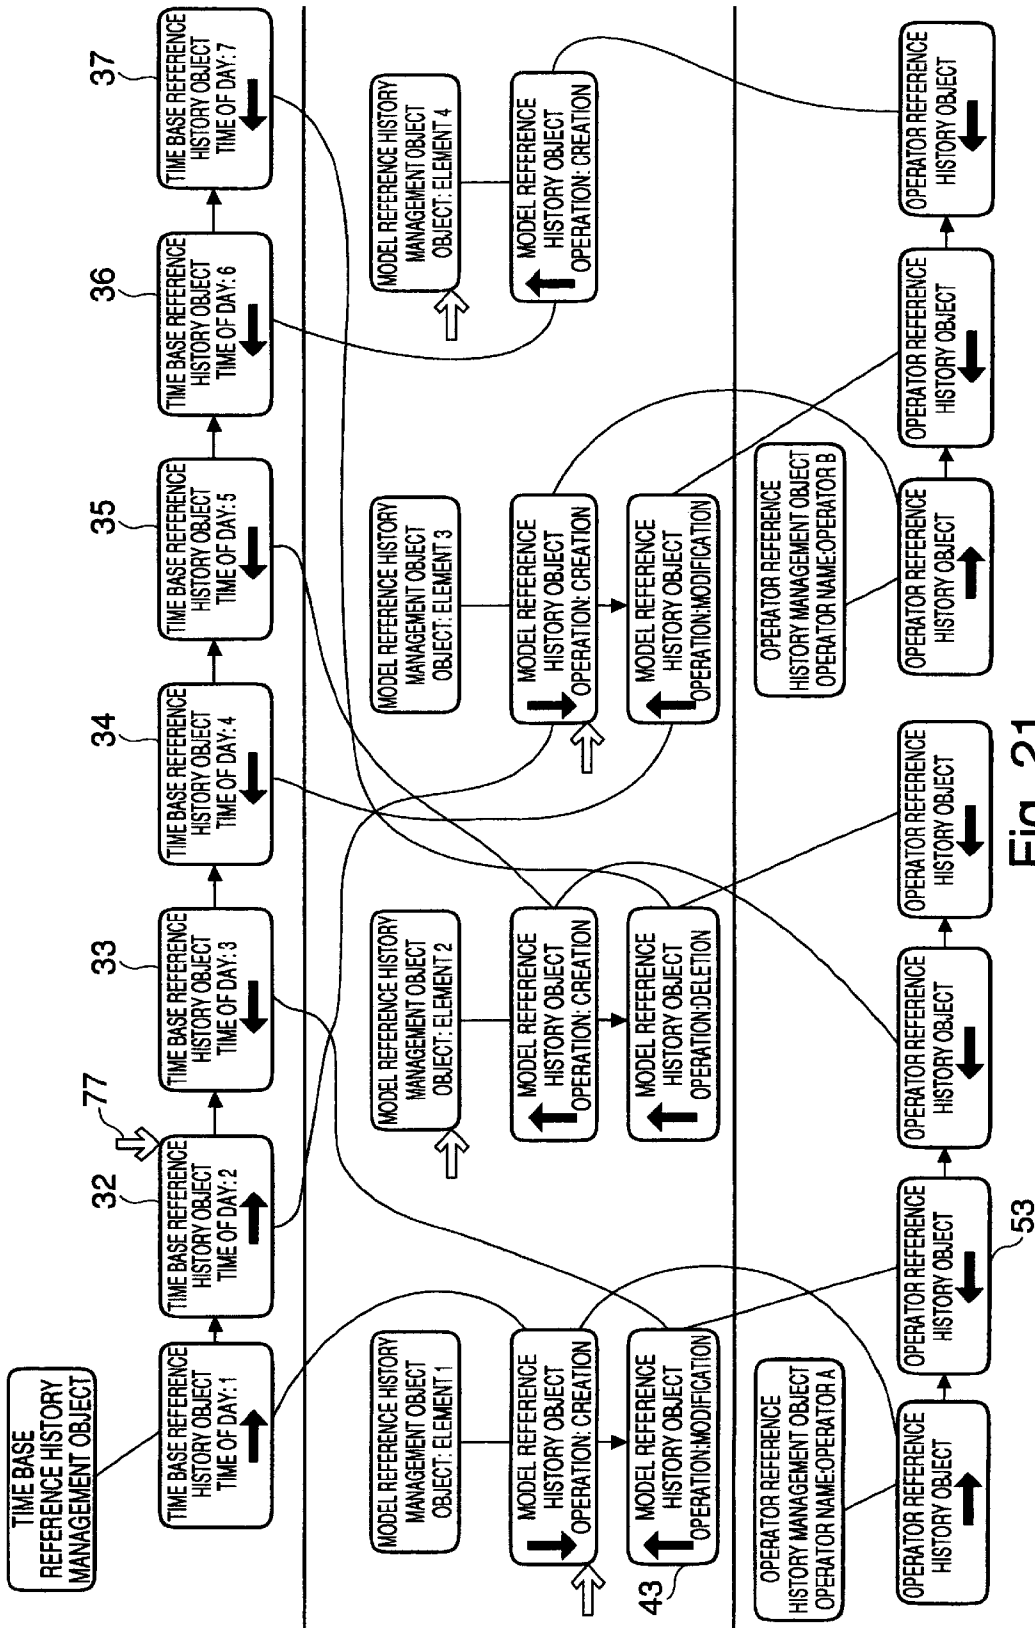 TIME BASE
REFERENCE HISTORY
MANAGEMENT OBJECT
TIME BASE REFERENCE
HISTORY OBJECT
TIME OF DAY: 1
32
77
TIME BASE REFERENCE
HISTORY OBJECT
TIME OF DAY: 2
33
TIME BASE REFERENCE
HISTORY OBJECT
TIME OF DAY: 3
34
TIME BASE REFERENCE
HISTORY OBJECT
TIME OF DAY: 4
35
TIME BASE REFERENCE
HISTORY OBJECT
TIME OF DAY: 5
36
TIME BASE REFERENCE
HISTORY OBJECT
TIME OF DAY: 6
37
TIME BASE REFERENCE
HISTORY OBJECT
TIME OF DAY: 7
MODEL REFERENCE HISTORY
MANAGEMENT OBJECT
OBJECT: ELEMENT 1
MODEL REFERENCE
HISTORY OBJECT
OPERATION: CREATION
MODEL REFERENCE
HISTORY OBJECT
OPERATION:MODIFICATION
43
MODEL REFERENCE HISTORY
MANAGEMENT OBJECT
OBJECT: ELEMENT 2
MODEL REFERENCE
HISTORY OBJECT
OPERATION: CREATION
MODEL REFERENCE
HISTORY OBJECT
OPERATION:DELETION
MODEL REFERENCE HISTORY
MANAGEMENT OBJECT
OBJECT: ELEMENT 3
MODEL REFERENCE
HISTORY OBJECT
OPERATION: CREATION
MODEL REFERENCE
HISTORY OBJECT
OPERATION:MODIFICATION
MODEL REFERENCE HISTORY
MANAGEMENT OBJECT
OBJECT: ELEMENT 4
MODEL REFERENCE
HISTORY OBJECT
OPERATION: CREATION
OPERATOR REFERENCE
HISTORY MANAGEMENT OBJECT
OPERATOR NAME:OPERATOR A
OPERATOR REFERENCE
HISTORY OBJECT
OPERATOR REFERENCE
HISTORY OBJECT
53
OPERATOR REFERENCE
HISTORY OBJECT
OPERATOR REFERENCE
HISTORY OBJECT
OPERATOR REFERENCE
HISTORY MANAGEMENT OBJECT
OPERATOR NAME:OPERATOR B
OPERATOR REFERENCE
HISTORY OBJECT
OPERATOR REFERENCE
HISTORY OBJECT
OPERATOR REFERENCE
HISTORY OBJECT
Fig. 21